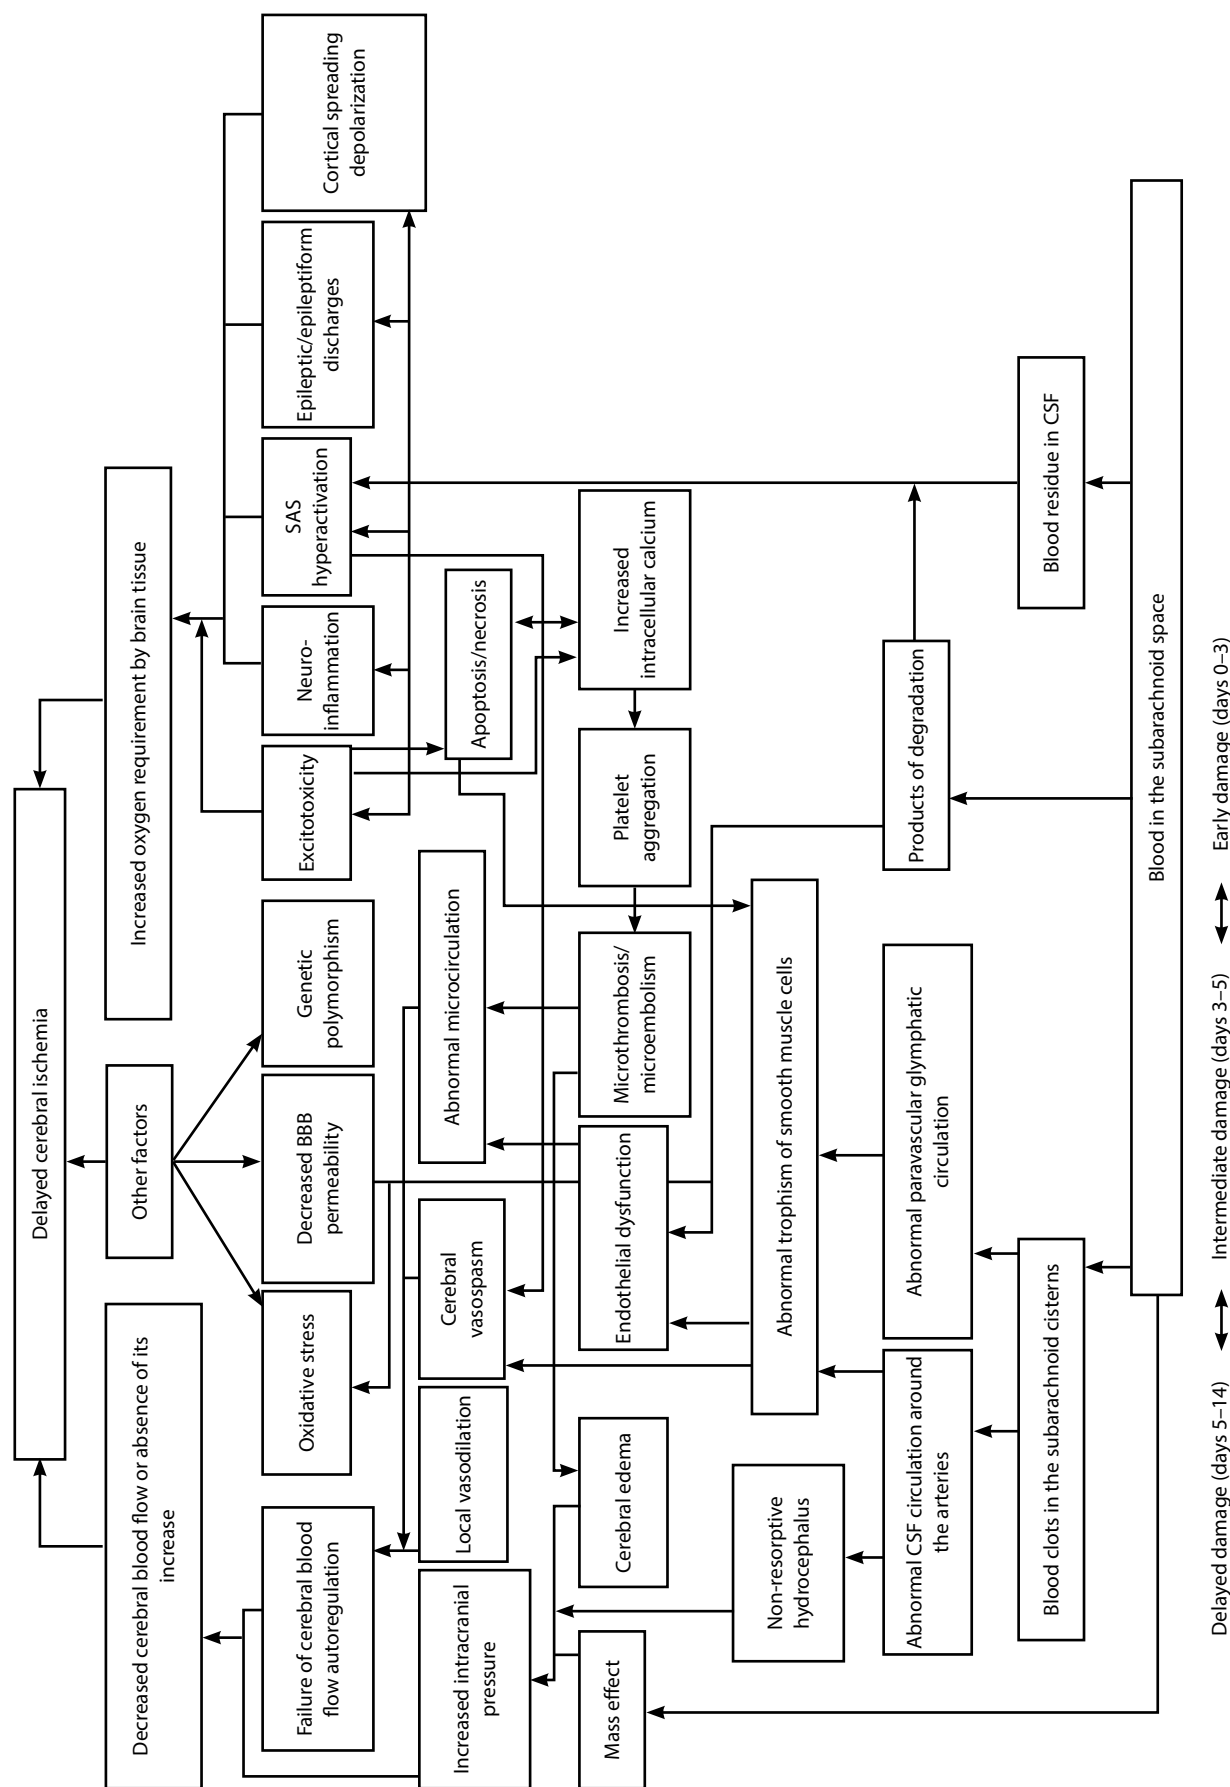 Delayed cerebral ischemia
Decreased cerebral blood flow or absence of its
increase
Other factors
Increased oxygen requirement by brain tissue
Failure of cerebral blood
flow autoregulation
Oxidative stress
Decreased BBB
permeability
Genetic
polymorphism
Excitotoxicity
Neuro-
inflammation
SAS
hyperactivation
Epileptic/epileptiform
discharges
Cortical spreading
depolarization
Increased intracranial
pressure
Local vasodilation
Cerebral
vasospasm
Abnormal microcirculation
Apoptosis/necrosis
Mass effect
Cerebral edema
Endothelial dysfunction
Microthrombosis/
microembolism
Platelet
aggregation
Increased
intracellular calcium
Non-resorptive
hydrocephalus
Abnormal trophism of smooth muscle cells
Abnormal CSF circulation around
the arteries
Abnormal paravascular glymphatic
circulation
Products of degradation
Blood clots in the subarachnoid cisterns
Blood residue in CSF
Blood in the subarachnoid space
Delayed damage (days 5–14)
Intermediate damage (days 3–5)
Early damage (days 0–3)